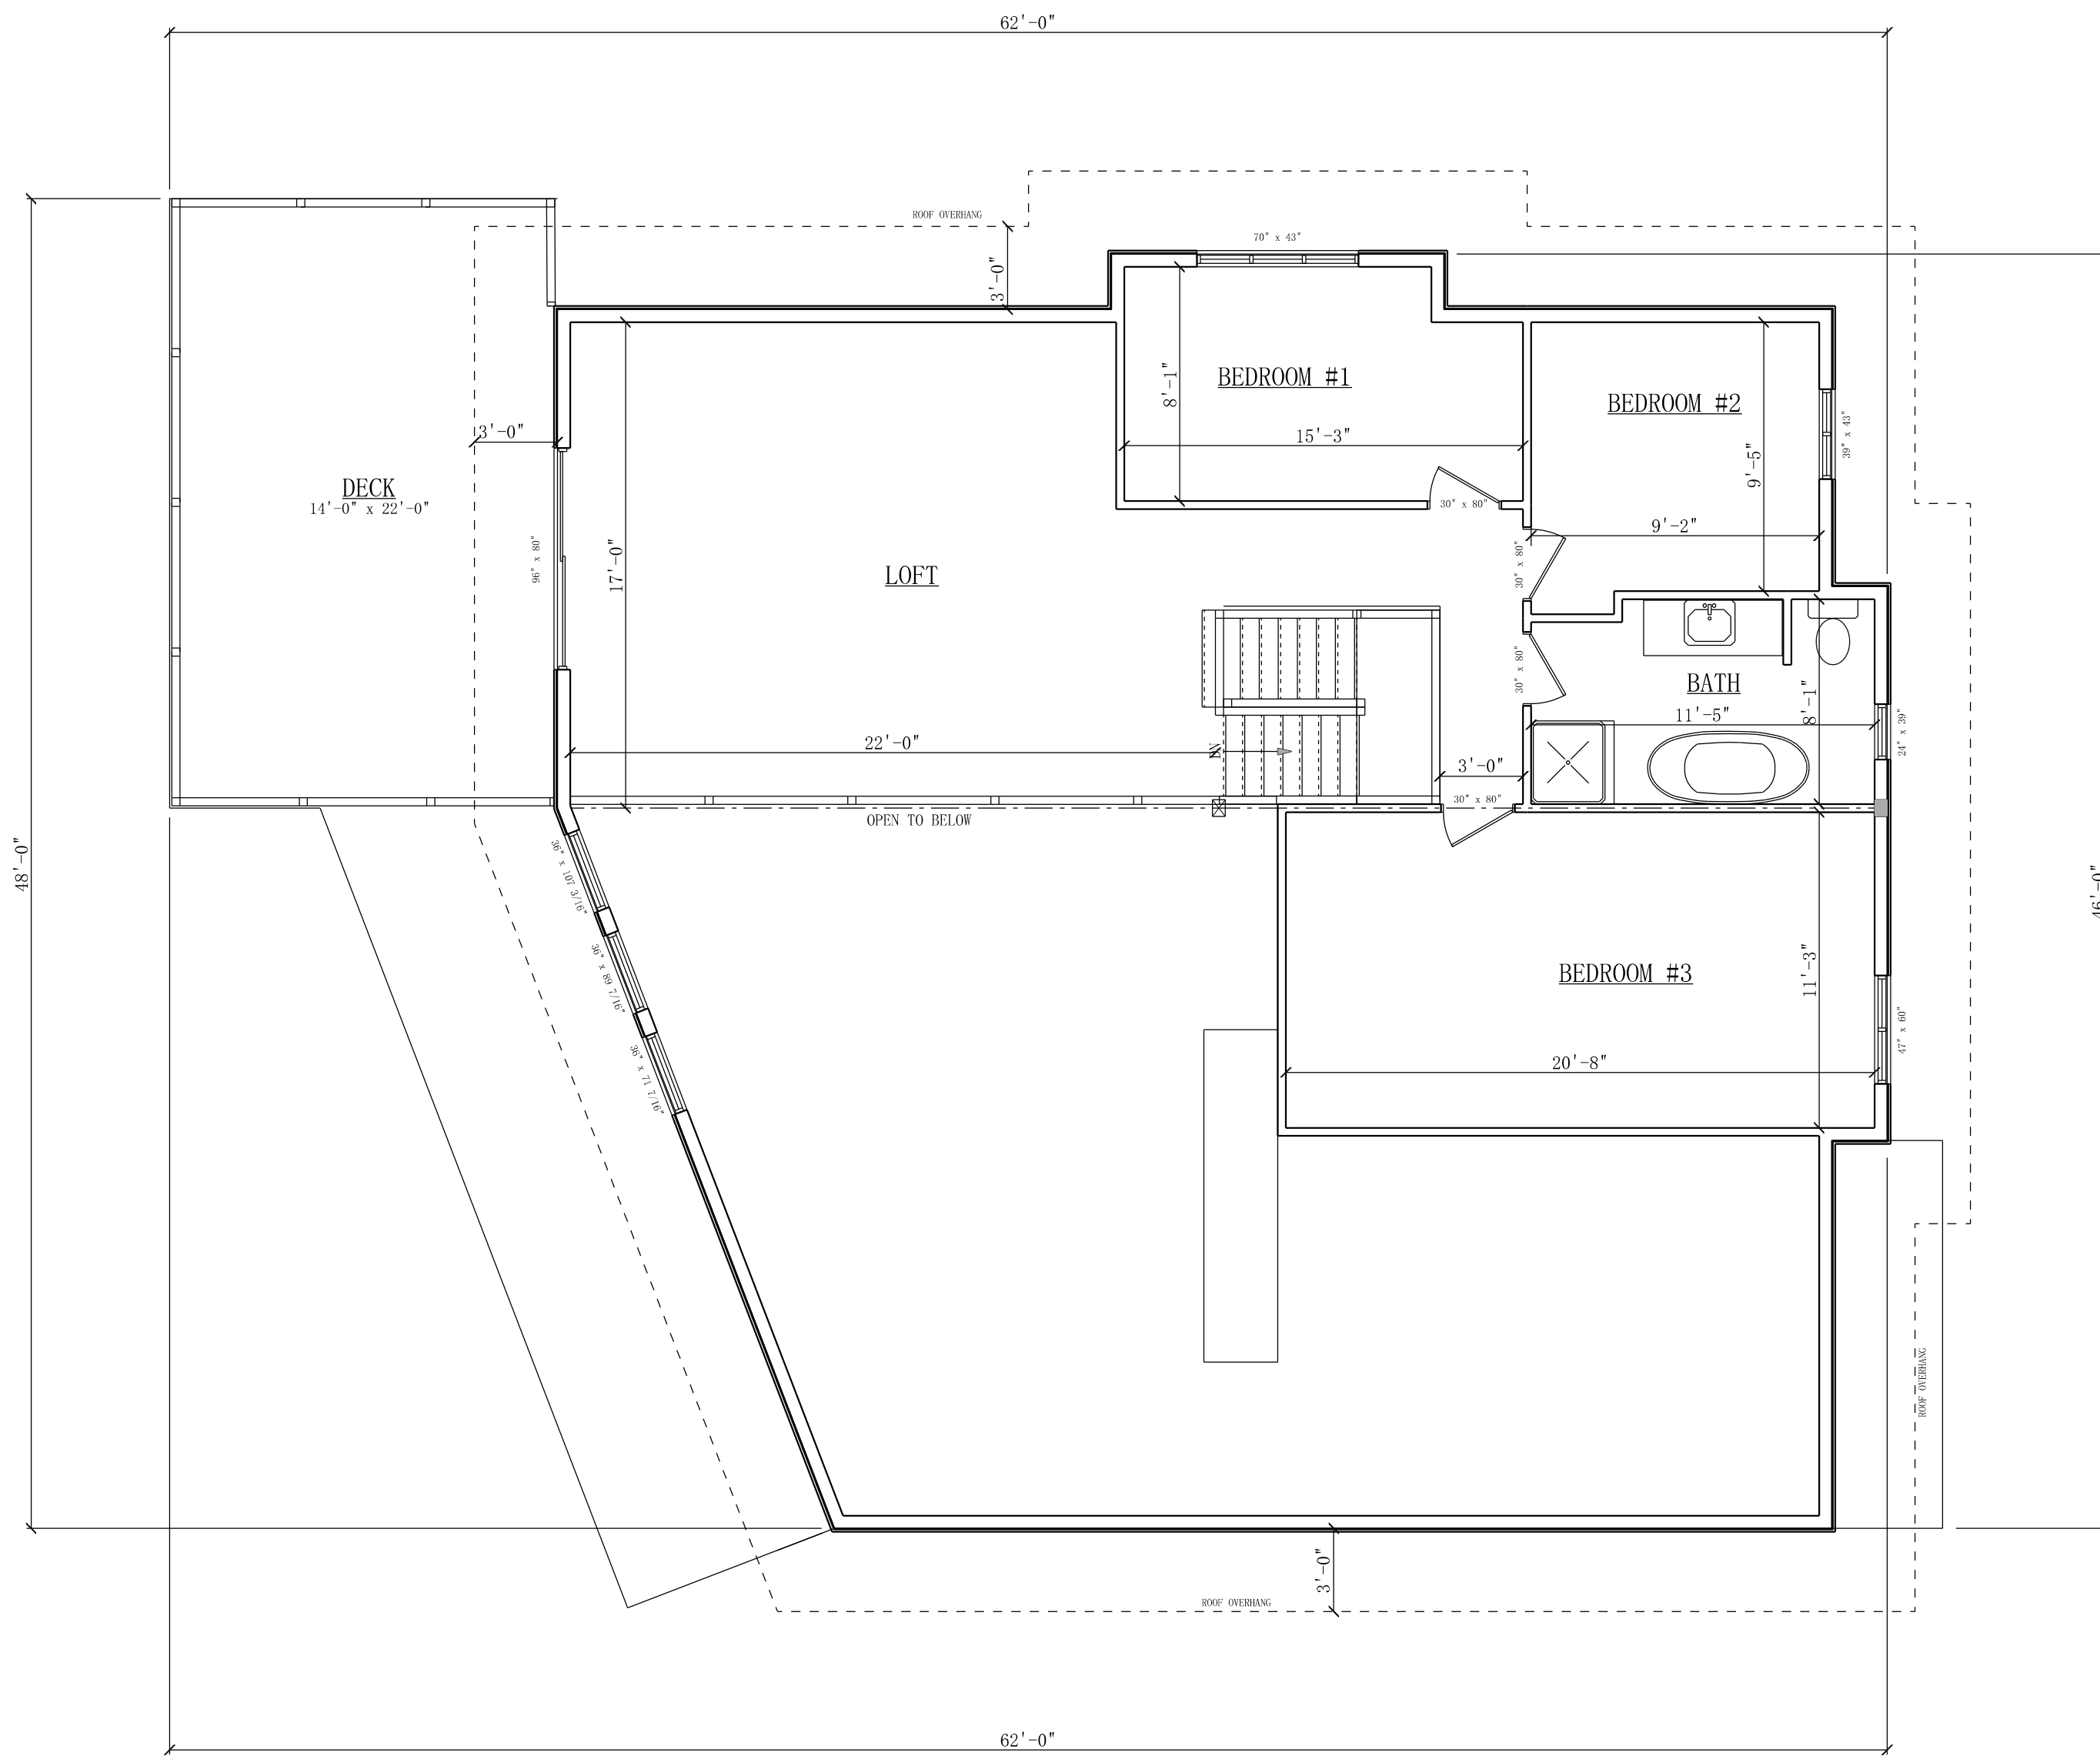 62'-0"
ROOF OVERHANG
70" x 43"
3'-0"
BEDROOM #1
8'-1"
15'-3"
30" x 80"
BEDROOM #2
39" x 43"
9'-5"
9'-2"
3'-0"
DECK
14'-0" x 22'-0"
96" x 80"
17'-0"
LOFT
30" x 80"
30" x 80"
BATH
11'-5"
8'-1"
24" x 39"
22'-0"
DN
3'-0"
30" x 80"
OPEN TO BELOW
48'-0"
46'-0"
36" x 107 3/16"
36" x 89 7/16"
36" x 71 7/16"
BEDROOM #3
11'-3"
20'-8"
47" x 60"
ROOF OVERHANG
3'-0"
ROOF OVERHANG
62'-0"